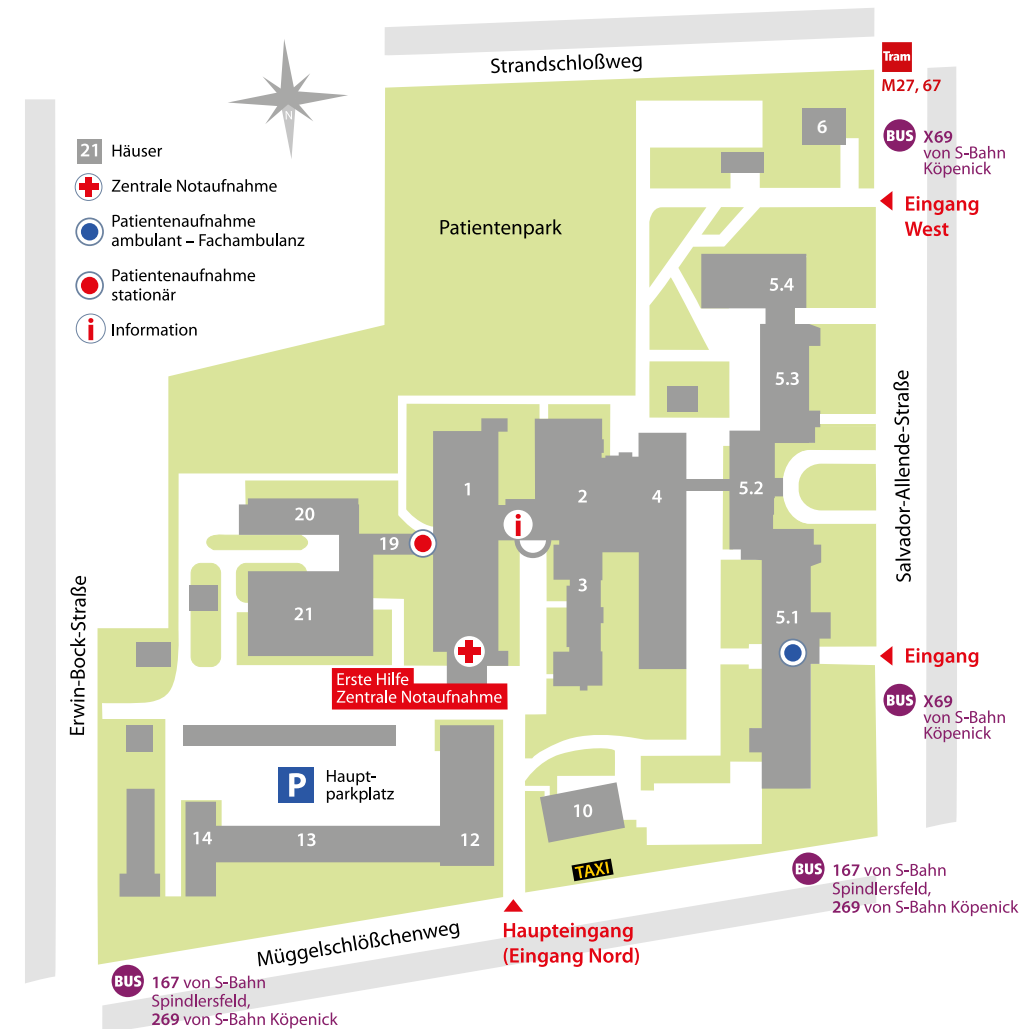 Strandschloßweg
Tram
M27, 67
N
21 Häuser
6
BUS X69
von S-Bahn
Köpenick
Zentrale Notaufnahme
Eingang
West
Patientenaufnahme
ambulant – Fachambulanz
Patientenpark
Patientenaufnahme
stationär
5.4
i Information
5.3
Salvador-Allende-Straße
1
2
4
5.2
20
i
19
3
21
5.1
Erwin-Bock-Straße
Eingang
Erste Hilfe
Zentrale Notaufnahme
BUS X69
von S-Bahn
Köpenick
P Haupt-
parkplatz
14
13
12
10
TAXI
BUS 167 von S-Bahn
Spindlersfeld,
269 von S-Bahn Köpenick
Haupteingang
(Eingang Nord)
Müggelschlößchenweg
BUS 167 von S-Bahn
Spindlersfeld,
269 von S-Bahn Köpenick